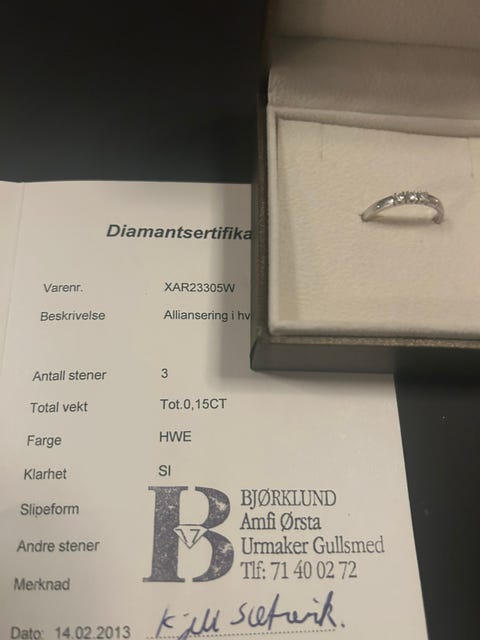 Diamantsertifika
Varenr. XAR23305W
Beskrivelse Alliansering i hv
Antall stener 3
Total vekt Tot.0,15CT
Farge HWE
Klarhet SI
Slipeform
Andre stener
Merknad
B
BJØRKLUND
Amfi Ørsta
Urmaker Gullsmed
Tlf: 71 40 02 72
Dato: 14.02.2013
Kjell